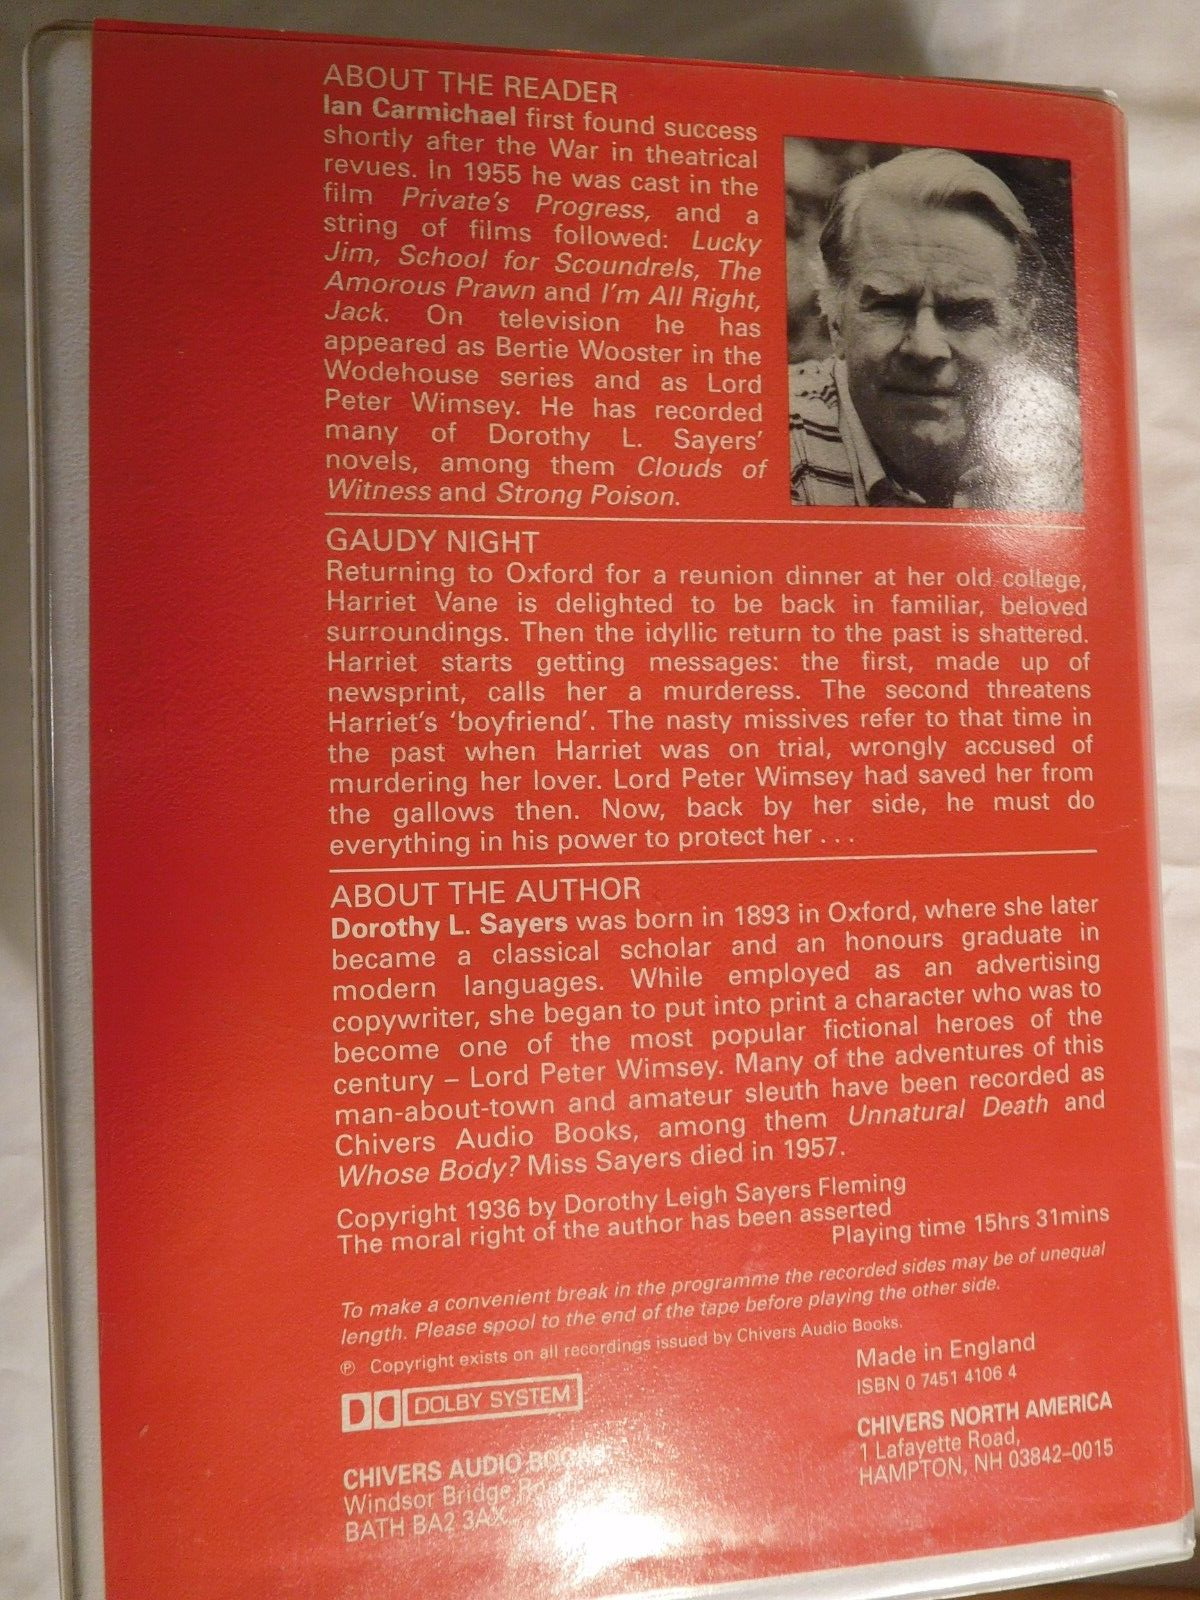 ABOUT THE READER
Ian Carmichael first found success
shortly after the War in theatrical
revues. In 1955 he was cast in the
film Private's Progress, and a
string of films followed: Lucky
Jim, School for Scoundrels, The
Amorous Prawn and I'm All Right,
Jack. On television he has
appeared as Bertie Wooster in the
Wodehouse series and as Lord
Peter Wimsey. He has recorded
many of Dorothy L. Sayers'
novels, among them Clouds of
Witness and Strong Poison.
GAUDY NIGHT
Returning to Oxford for a reunion dinner at her old college,
Harriet Vane is delighted to be back in familiar, beloved
surroundings. Then the idyllic return to the past is shattered.
Harriet starts getting messages: the first, made up of
newsprint, calls her a murderess. The second threatens
Harriet's ‘boyfriend’. The nasty missives refer to that time in
the past when Harriet was on trial, wrongly accused of
murdering her lover. Lord Peter Wimsey had saved her from
the gallows then. Now, back by her side, he must do
everything in his power to protect her . . .
ABOUT THE AUTHOR
Dorothy L. Sayers was born in 1893 in Oxford, where she later
became a classical scholar and an honours graduate in
modern languages. While employed as an advertising
copywriter, she began to put into print a character who was to
become one of the most popular fictional heroes of the
century – Lord Peter Wimsey. Many of the adventures of this
man-about-town and amateur sleuth have been recorded as
Chivers Audio Books, among them Unnatural Death and
Whose Body? Miss Sayers died in 1957.
Copyright 1936 by Dorothy Leigh Sayers Fleming
The moral right of the author has been asserted
Playing time 15hrs 31mins
To make a convenient break in the programme the recorded sides may be of unequal
length. Please spool to the end of the tape before playing the other side.
℗ Copyright exists on all recordings issued by Chivers Audio Books.
DOLBY SYSTEM
Made in England
ISBN 0 7451 4106 4
CHIVERS AUDIO BOOKS
Windsor Bridge Road
BATH BA2 3AX
CHIVERS NORTH AMERICA
1 Lafayette Road,
HAMPTON, NH 03842–0015